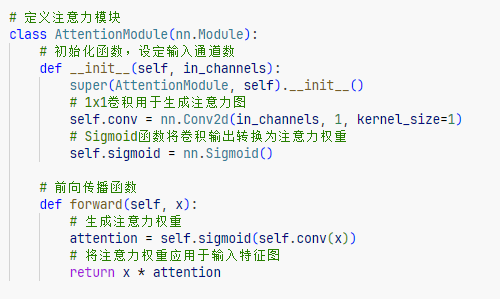 # 定义注意力模块
class AttentionModule(nn.Module):
    # 初始化函数，设定输入通道数
    def __init__(self, in_channels):
        super(AttentionModule, self).__init__()
        # 1x1卷积用于生成注意力图
        self.conv = nn.Conv2d(in_channels, 1, kernel_size=1)
        # Sigmoid函数将卷积输出转换为注意力权重
        self.sigmoid = nn.Sigmoid()

    # 前向传播函数
    def forward(self, x):
        # 生成注意力权重
        attention = self.sigmoid(self.conv(x))
        # 将注意力权重应用于输入特征图
        return x * attention